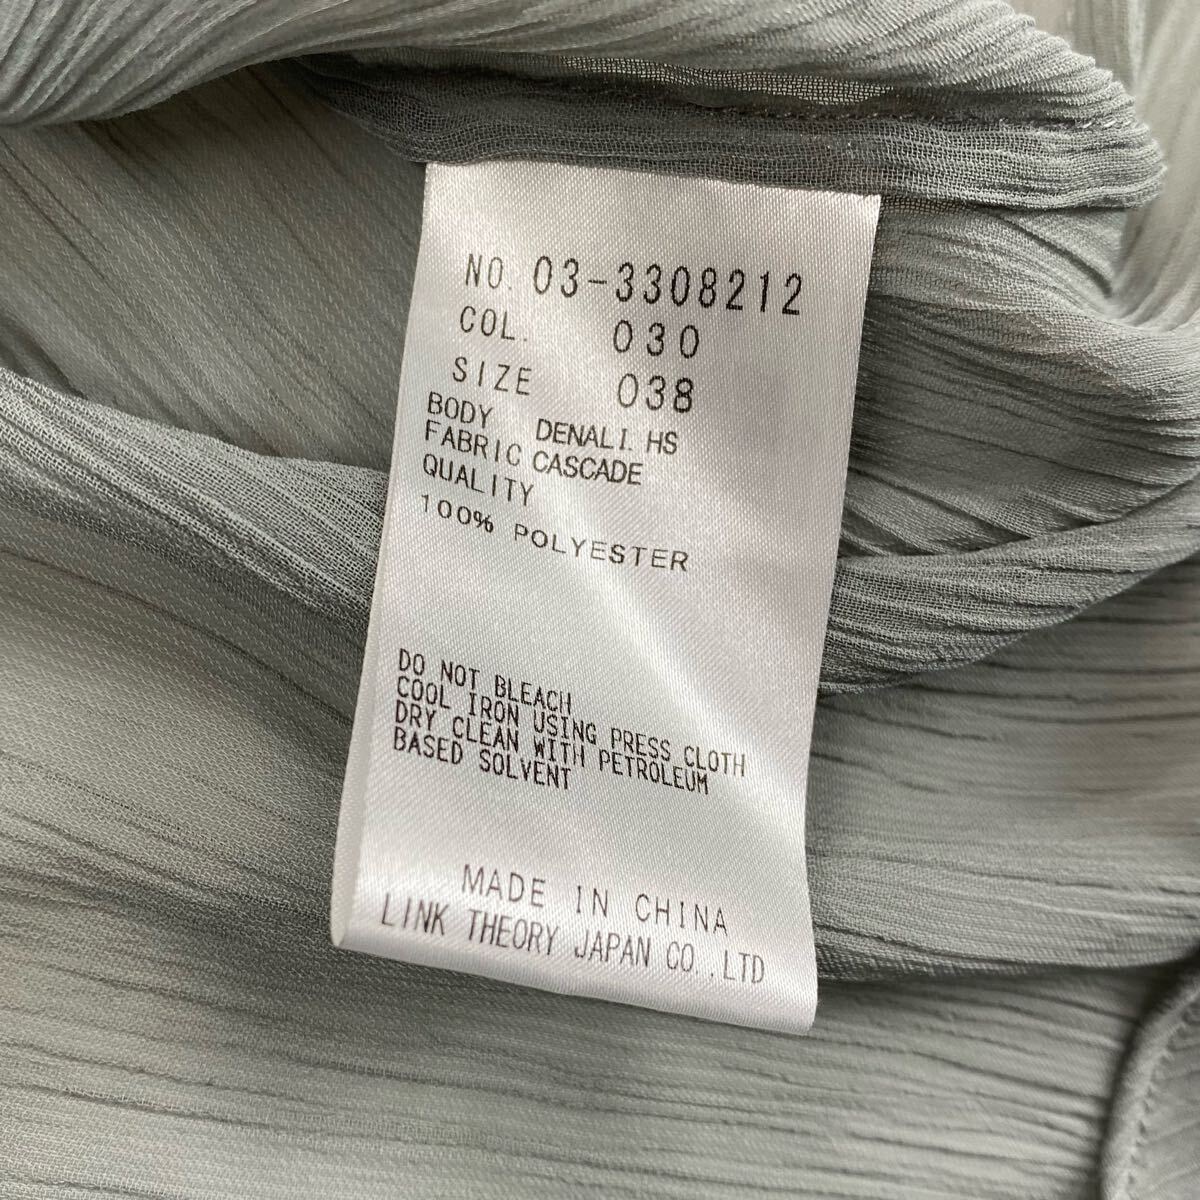 NO. 03-3308212
COL. 030
SIZE 038
BODY DENALI. HS
FABRIC CASCADE
QUALITY
100% POLYESTER
DO NOT BLEACH
COOL IRON USING PRESS CLOTH
DRY CLEAN WITH PETROLEUM
BASED SOLVENT
MADE IN CHINA
LINK THEORY JAPAN CO.,LTD